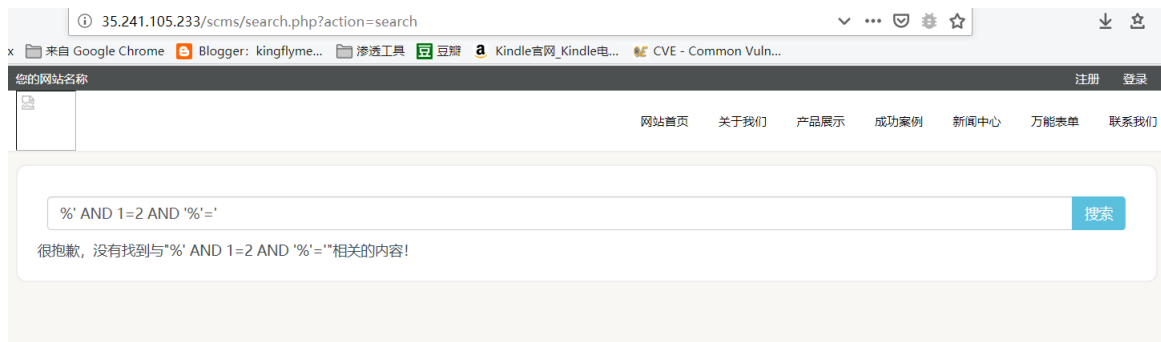 35.241.105.233/scms/search.php?action=search
x 来自 Google Chrome Blogger：kingflyme... 渗透工具 豆 豆瓣 a Kindle官网_Kindle电... CVE - Common Vuln...
您的网站名称 注册 登录
网站首页 关于我们 产品展示 成功案例 新闻中心 万能表单 联系我们
%' AND 1=2 AND '%'=' 搜索
很抱歉，没有找到与"%' AND 1=2 AND '%'='"相关的内容！